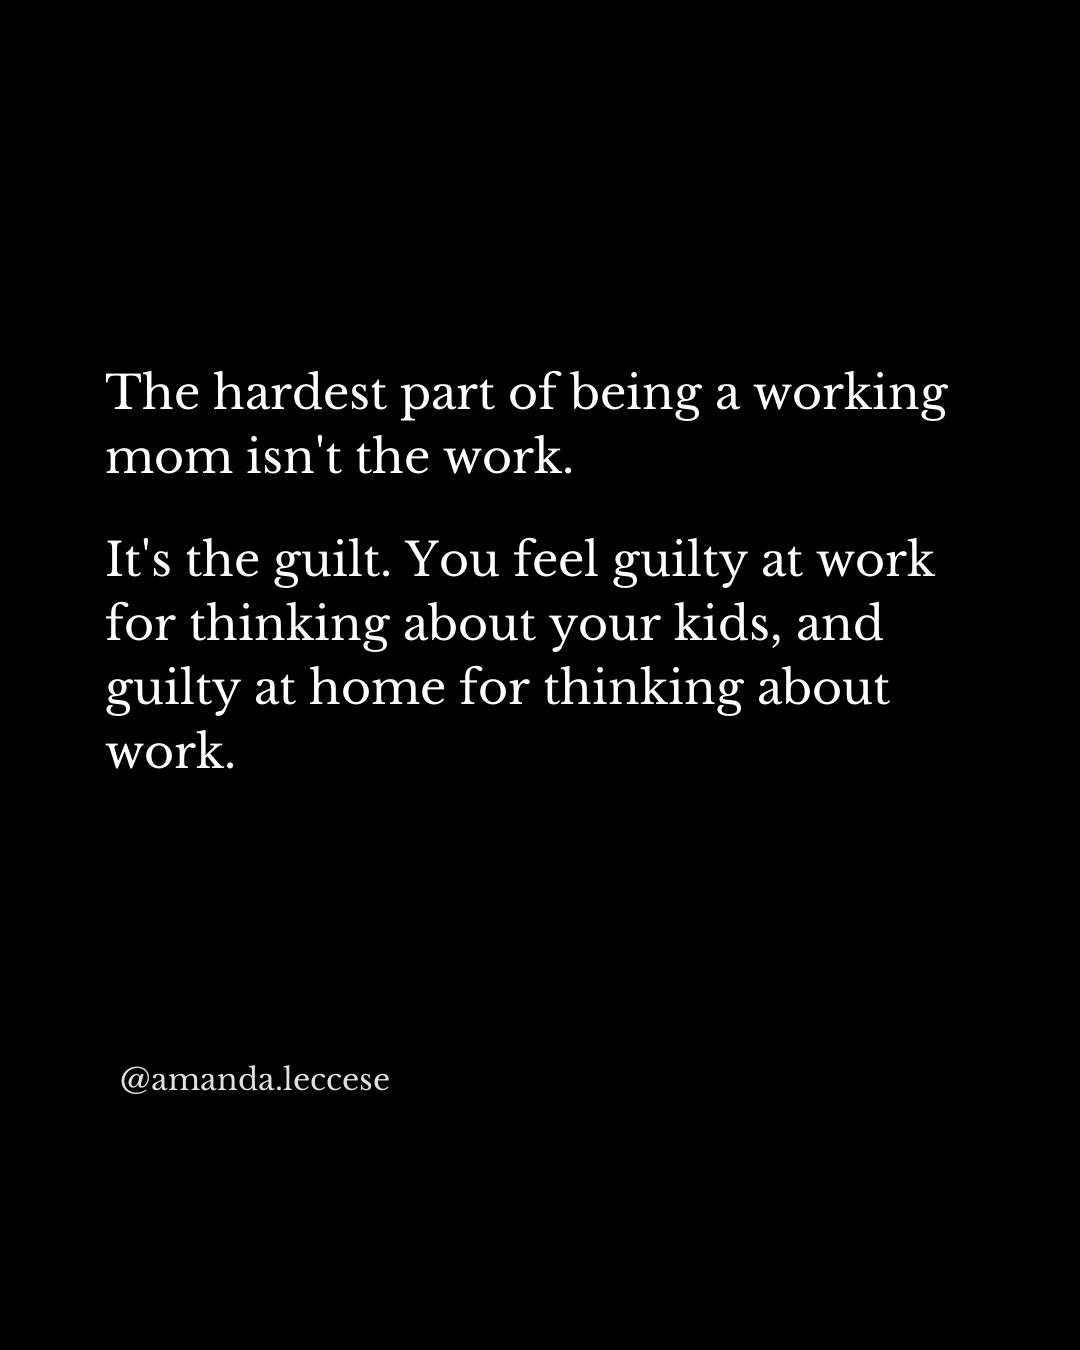 The hardest part of being a working
mom isn't the work.
It's the guilt. You feel guilty at work
for thinking about your kids, and
guilty at home for thinking about
work.
@amanda.leccese